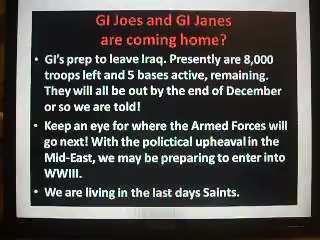 GI Joes and GI Janes
are coming home?
• GI's prep to leave Iraq. Presently are 8,000
troops left and 5 bases active, remaining.
They will all be out by the end of December
or so we are told!
• Keep an eye for where the Armed Forces will
go next! With the polictical upheaval in the
Mid-East, we may be preparing to enter into
WWIII.
• We are living in the last days Saints.